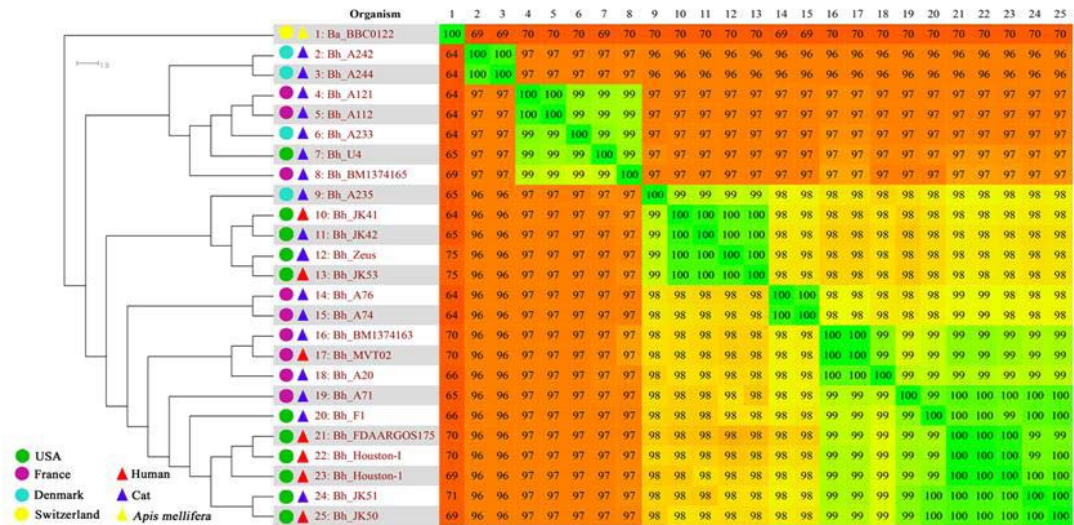 Organism 1 2 3 4 5 6 7 8 9 10 11 12 13 14 15 16 17 18 19 20 21 22 23 24 25
1: Ba_BBC0122 100 69 69 70 70 69 70 70 70 70 70 70 70 70 70 70 70 70 70 70 70 70 70 70 70
2: Bh_A242 64 100 100 97 97 97 97 97 96 96 96 96 96 96 96 96 96 96 96 96 96 96 96 96 96
3: Bh_A244 64 100 100 97 97 97 97 97 96 96 96 96 96 96 96 96 96 96 96 96 96 96 96 96 96
4: Bh_A121 64 97 97 100 100 99 99 99 97 97 97 97 97 97 97 97 97 97 97 97 97 97 97 97 97
5: Bh_A112 64 97 97 100 100 99 99 99 97 97 97 97 97 97 97 97 97 97 97 97 97 97 97 97 97
6: Bh_A233 64 97 97 99 99 100 99 99 97 97 97 97 97 97 97 97 97 97 97 97 97 97 97 97 97
7: Bh_U4 65 97 97 99 99 99 100 99 97 97 97 97 97 97 97 97 97 97 97 97 97 97 97 97 97
8: Bh_BM1374165 69 97 97 99 99 99 99 100 97 97 97 97 97 97 97 97 97 97 97 97 97 97 97 97 97
9: Bh_A235 65 96 96 97 97 97 97 97 100 99 99 99 99 98 98 98 98 98 98 98 98 98 98 98 98
10: Bh_JK41 64 96 96 97 97 97 97 97 99 100 100 100 100 98 98 98 98 98 98 98 98 98 98 98 98
11: Bh_JK42 65 96 96 97 97 97 97 97 99 100 100 100 100 98 98 98 98 98 98 98 98 98 98 98 98
12: Bh_Zeus 75 96 96 97 97 97 97 97 99 100 100 100 100 98 98 98 98 98 98 98 98 98 98 98 98
13: Bh_JK53 75 96 96 97 97 97 97 97 99 100 100 100 100 98 98 98 98 98 98 98 98 98 98 98 98
14: Bh_A76 64 96 96 97 97 97 97 97 98 98 98 98 98 100 100 98 98 98 98 98 99 99 98 98 98
15: Bh_A74 64 96 96 97 97 97 97 97 98 98 98 98 98 100 100 98 98 98 98 98 99 99 98 98 98
16: Bh_BM1374163 70 96 96 97 97 97 97 97 98 98 98 98 98 98 98 100 100 99 99 99 99 99 99 99 99
17: Bh_MVT02 70 96 96 97 97 97 97 97 98 98 98 98 98 98 98 100 100 99 99 99 99 99 99 99 99
18: Bh_A20 66 96 96 97 97 97 97 97 98 98 98 98 98 98 98 100 100 100 99 99 99 99 99 99 99
19: Bh_A71 65 96 96 97 97 97 97 97 98 98 98 98 98 98 98 99 99 99 100 99 100 100 100 100 100
20: Bh_F1 66 96 96 97 97 97 97 97 98 98 98 98 98 98 98 99 99 99 99 100 100 100 99 100 100
21: Bh_FDAARGOS175 70 96 96 97 97 97 97 97 98 98 98 98 98 98 98 99 99 99 99 99 100 100 100 99 99
22: Bh_Houston-I 70 96 96 97 97 97 97 97 98 98 98 98 98 98 98 99 99 99 99 99 100 100 100 99 99
23: Bh_Houston-1 69 96 96 97 97 97 97 97 98 98 98 98 98 98 98 99 99 99 99 99 100 100 100 100 100
24: Bh_JK51 71 96 96 97 97 97 97 97 98 98 98 98 98 98 98 99 99 99 99 100 100 100 100 100 100
25: Bh_JK50 69 96 96 97 97 97 97 97 98 98 98 98 98 98 98 99 99 99 99 100 100 100 100 100 100
USA
France Human
Denmark Cat
Switzerland Apis mellifera